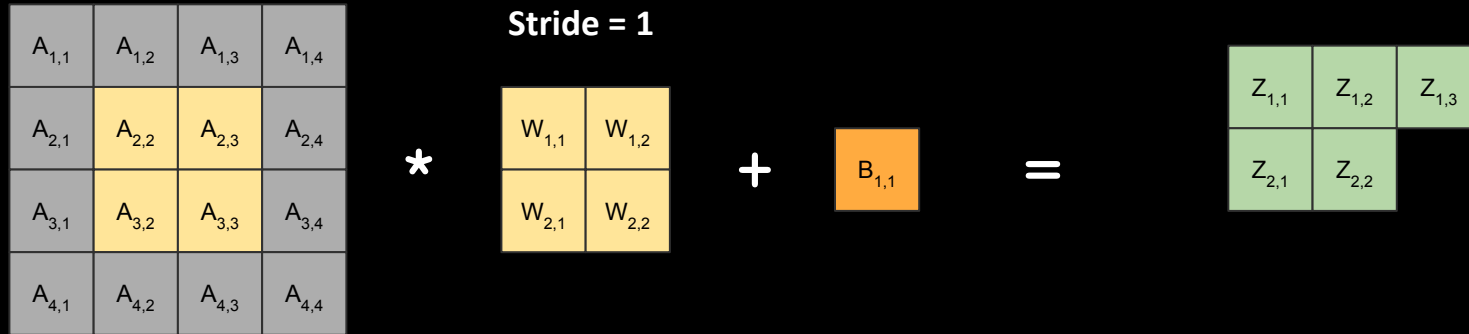 Stride = 1
A1,1 A1,2 A1,3 A1,4
A2,1 A2,2 A2,3 A2,4
A3,1 A3,2 A3,3 A3,4
A4,1 A4,2 A4,3 A4,4
*
W1,1 W1,2
W2,1 W2,2
+
B1,1
=
Z1,1 Z1,2 Z1,3
Z2,1 Z2,2